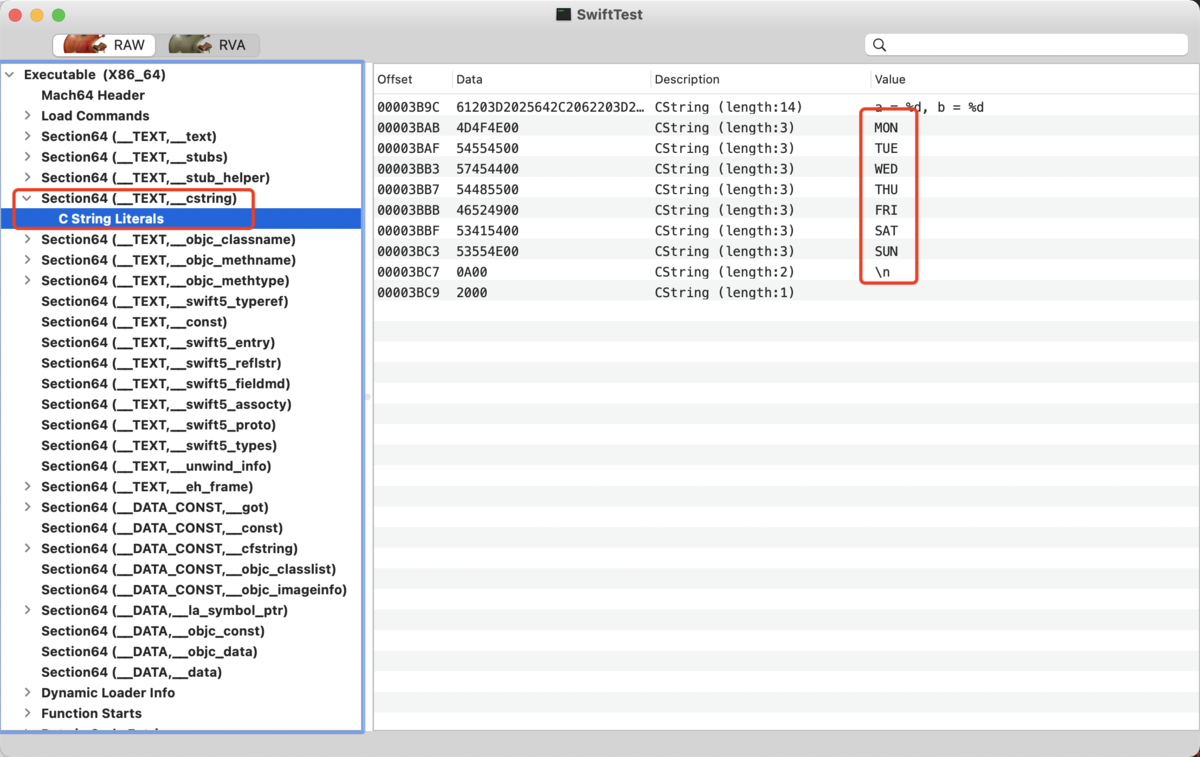 SwiftTest
RAW RVA
Executable (X86_64)
Mach64 Header
Load Commands
Section64 (__TEXT,__text)
Section64 (__TEXT,__stubs)
Section64 (__TEXT,__stub_helper)
Section64 (__TEXT,__cstring)
C String Literals
Section64 (__TEXT,__objc_classname)
Section64 (__TEXT,__objc_methname)
Section64 (__TEXT,__objc_methtype)
Section64 (__TEXT,__swift5_typeref)
Section64 (__TEXT,__const)
Section64 (__TEXT,__swift5_entry)
Section64 (__TEXT,__swift5_reflstr)
Section64 (__TEXT,__swift5_fieldmd)
Section64 (__TEXT,__swift5_assocty)
Section64 (__TEXT,__swift5_proto)
Section64 (__TEXT,__swift5_types)
Section64 (__TEXT,__unwind_info)
Section64 (__TEXT,__eh_frame)
Section64 (__DATA_CONST,__got)
Section64 (__DATA_CONST,__const)
Section64 (__DATA_CONST,__cfstring)
Section64 (__DATA_CONST,__objc_classlist)
Section64 (__DATA_CONST,__objc_imageinfo)
Section64 (__DATA,__la_symbol_ptr)
Section64 (__DATA,__objc_const)
Section64 (__DATA,__objc_data)
Section64 (__DATA,__data)
Dynamic Loader Info
Function Starts
Offset Data Description Value
00003B9C 61203D2025642C2062203D2… CString (length:14) a = %d, b = %d
00003BAB 4D4F4E00 CString (length:3) MON
00003BAF 54554500 CString (length:3) TUE
00003BB3 57454400 CString (length:3) WED
00003BB7 54485500 CString (length:3) THU
00003BBB 46524900 CString (length:3) FRI
00003BBF 53415400 CString (length:3) SAT
00003BC3 53554E00 CString (length:3) SUN
00003BC7 0A00 CString (length:2) \n
00003BC9 2000 CString (length:1)